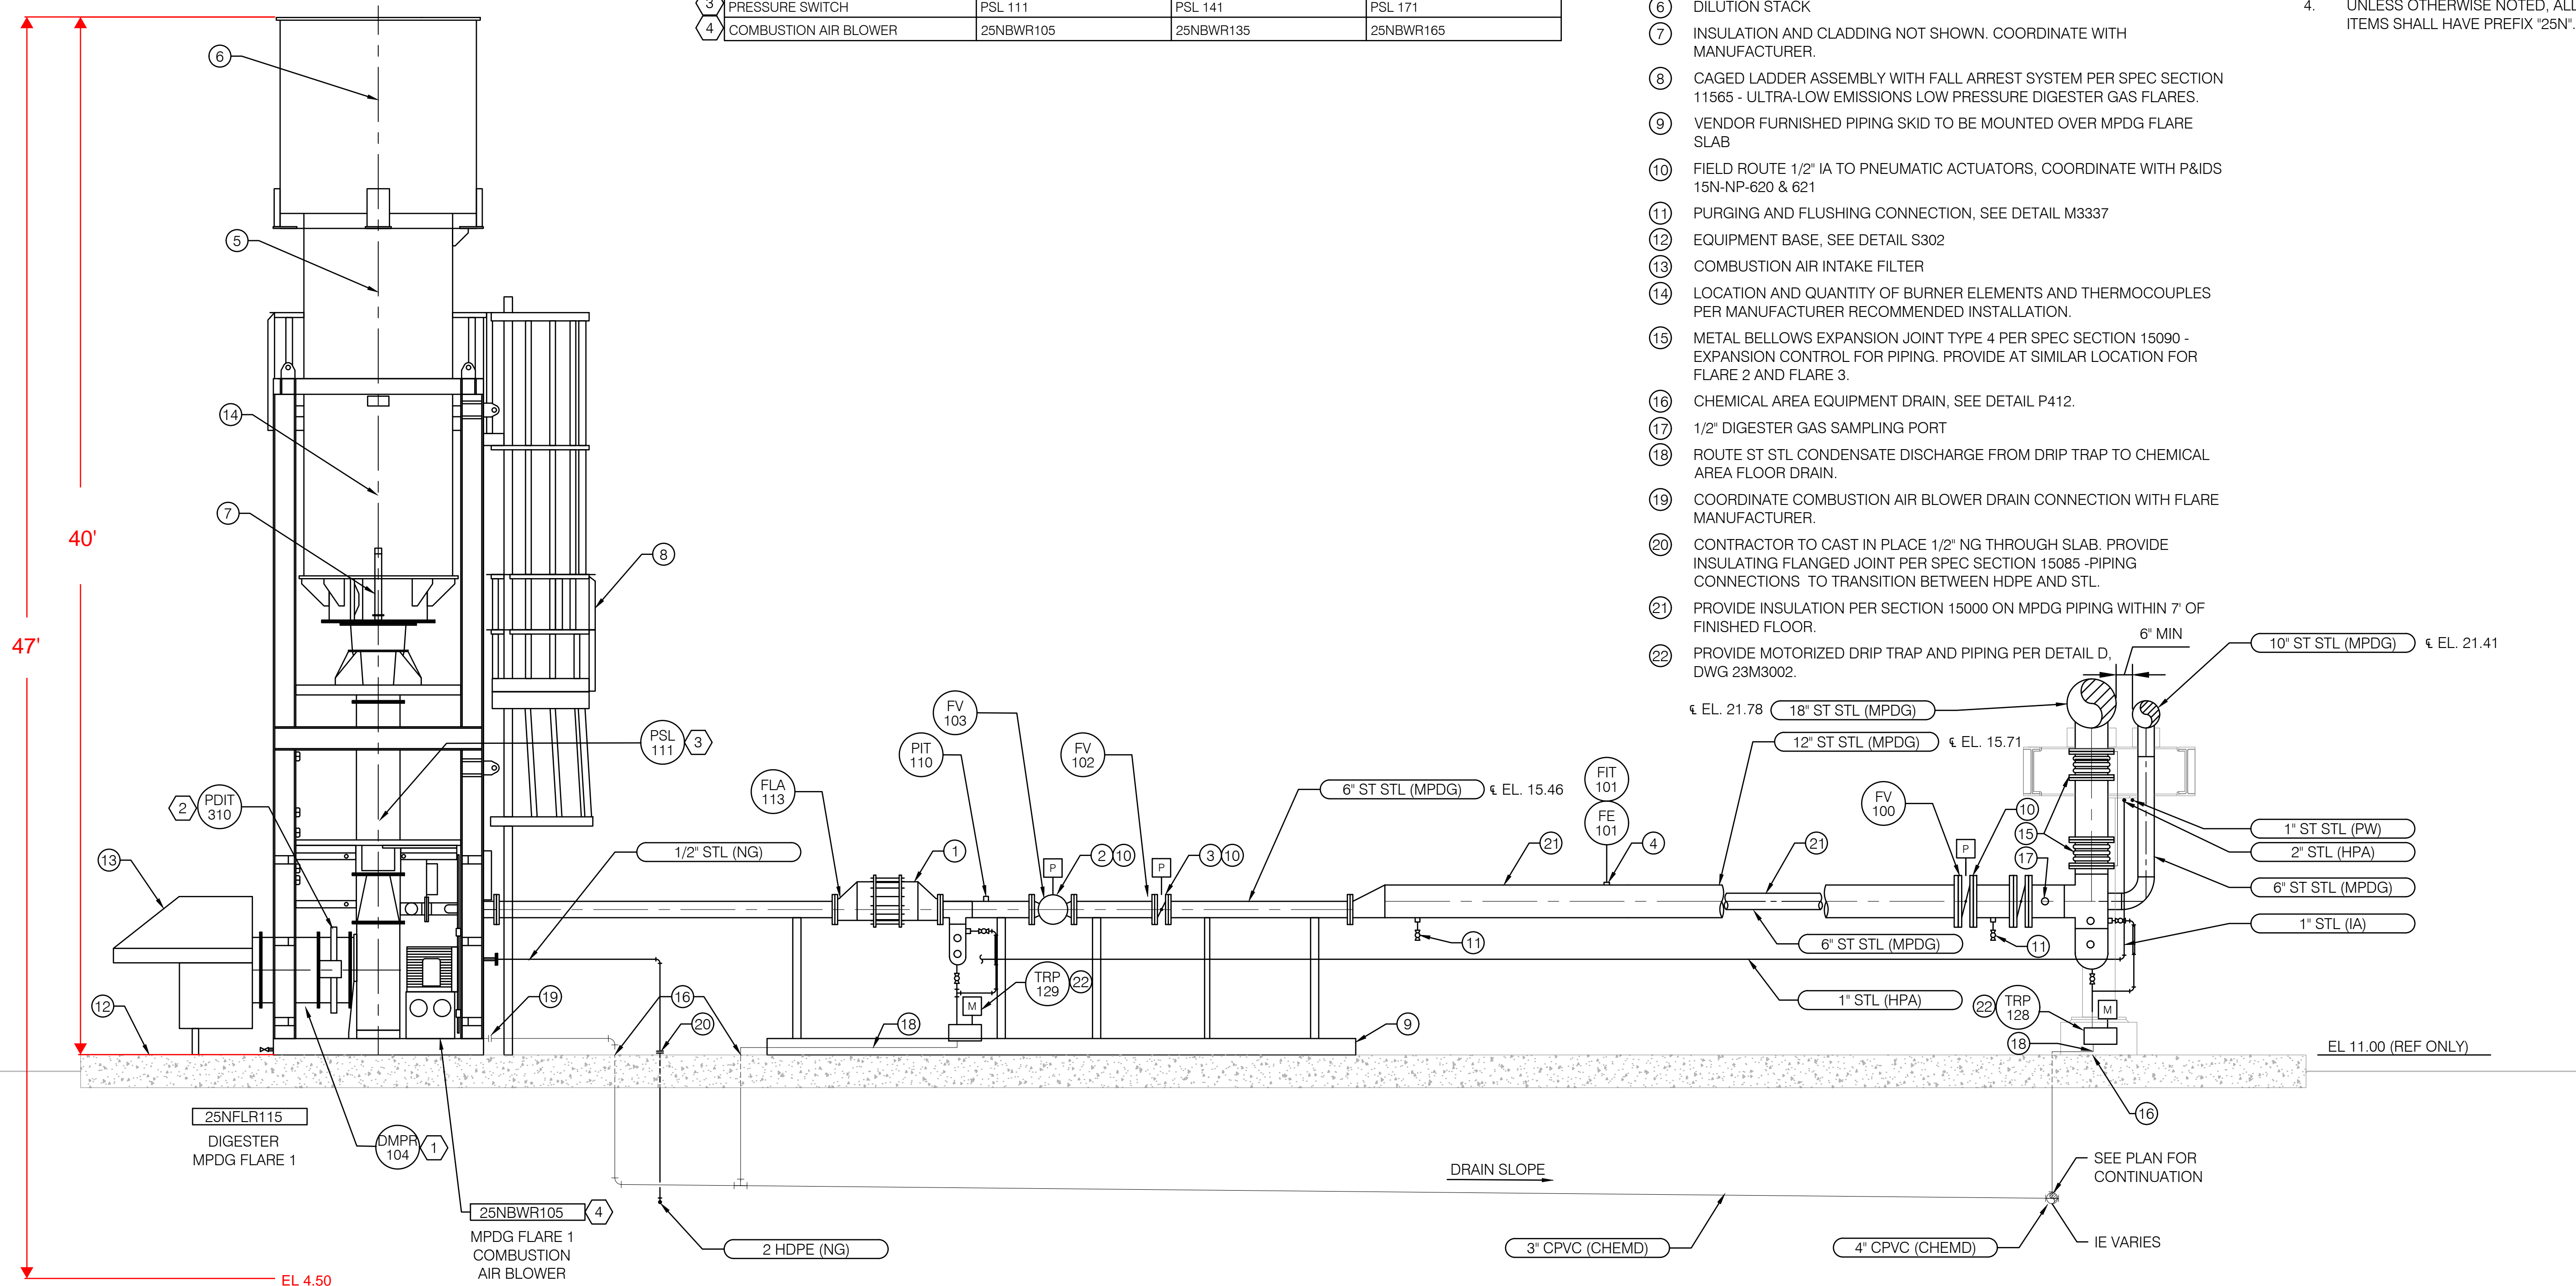 3 PRESSURE SWITCH PSL 111 PSL 141 PSL 171
4 COMBUSTION AIR BLOWER 25NBWR105 25NBWR135 25NBWR165
6 DILUTION STACK
7 INSULATION AND CLADDING NOT SHOWN. COORDINATE WITH
MANUFACTURER.
8 CAGED LADDER ASSEMBLY WITH FALL ARREST SYSTEM PER SPEC SECTION
11565 - ULTRA-LOW EMISSIONS LOW PRESSURE DIGESTER GAS FLARES.
9 VENDOR FURNISHED PIPING SKID TO BE MOUNTED OVER MPDG FLARE
SLAB
10 FIELD ROUTE 1/2" IA TO PNEUMATIC ACTUATORS, COORDINATE WITH P&IDS
15N-NP-620 & 621
11 PURGING AND FLUSHING CONNECTION, SEE DETAIL M3337
12 EQUIPMENT BASE, SEE DETAIL S302
13 COMBUSTION AIR INTAKE FILTER
14 LOCATION AND QUANTITY OF BURNER ELEMENTS AND THERMOCOUPLES
PER MANUFACTURER RECOMMENDED INSTALLATION.
15 METAL BELLOWS EXPANSION JOINT TYPE 4 PER SPEC SECTION 15090 -
EXPANSION CONTROL FOR PIPING. PROVIDE AT SIMILAR LOCATION FOR
FLARE 2 AND FLARE 3.
16 CHEMICAL AREA EQUIPMENT DRAIN, SEE DETAIL P412.
17 1/2" DIGESTER GAS SAMPLING PORT
18 ROUTE ST STL CONDENSATE DISCHARGE FROM DRIP TRAP TO CHEMICAL
AREA FLOOR DRAIN.
19 COORDINATE COMBUSTION AIR BLOWER DRAIN CONNECTION WITH FLARE
MANUFACTURER.
20 CONTRACTOR TO CAST IN PLACE 1/2" NG THROUGH SLAB. PROVIDE
INSULATING FLANGED JOINT PER SPEC SECTION 15085 -PIPING
CONNECTIONS TO TRANSITION BETWEEN HDPE AND STL.
21 PROVIDE INSULATION PER SECTION 15000 ON MPDG PIPING WITHIN 7' OF
FINISHED FLOOR.
22 PROVIDE MOTORIZED DRIP TRAP AND PIPING PER DETAIL D,
DWG 23M3002.
4. UNLESS OTHERWISE NOTED, ALL
ITEMS SHALL HAVE PREFIX "25N".
6
5
14
7
8
40'
47'
6" MIN
10" ST STL (MPDG) ℄ EL. 21.41
℄ EL. 21.78 18" ST STL (MPDG)
12" ST STL (MPDG) ℄ EL. 15.71
6" ST STL (MPDG) ℄ EL. 15.46
PSL
111
3
FV
103
PIT
110
FV
102
FLA
113
FIT
101
FE
101
FV
100
10
15
17
2
PDIT
310
13
1/2" STL (NG)
1
P
2 10
P
3 10
21
4
21
P
1" ST STL (PW)
2" STL (HPA)
6" ST STL (MPDG)
1" STL (IA)
11
6" ST STL (MPDG)
11
1" STL (HPA)
12
19
16
20
18
M
TRP
129
22
9
22
TRP
128
M
18
EL 11.00 (REF ONLY)
16
25NFLR115
DIGESTER
MPDG FLARE 1
DMPR
104
1
25NBWR105
4
MPDG FLARE 1
COMBUSTION
AIR BLOWER
2 HDPE (NG)
DRAIN SLOPE
3" CPVC (CHEMD)
4" CPVC (CHEMD)
SEE PLAN FOR
CONTINUATION
IE VARIES
EL 4.50